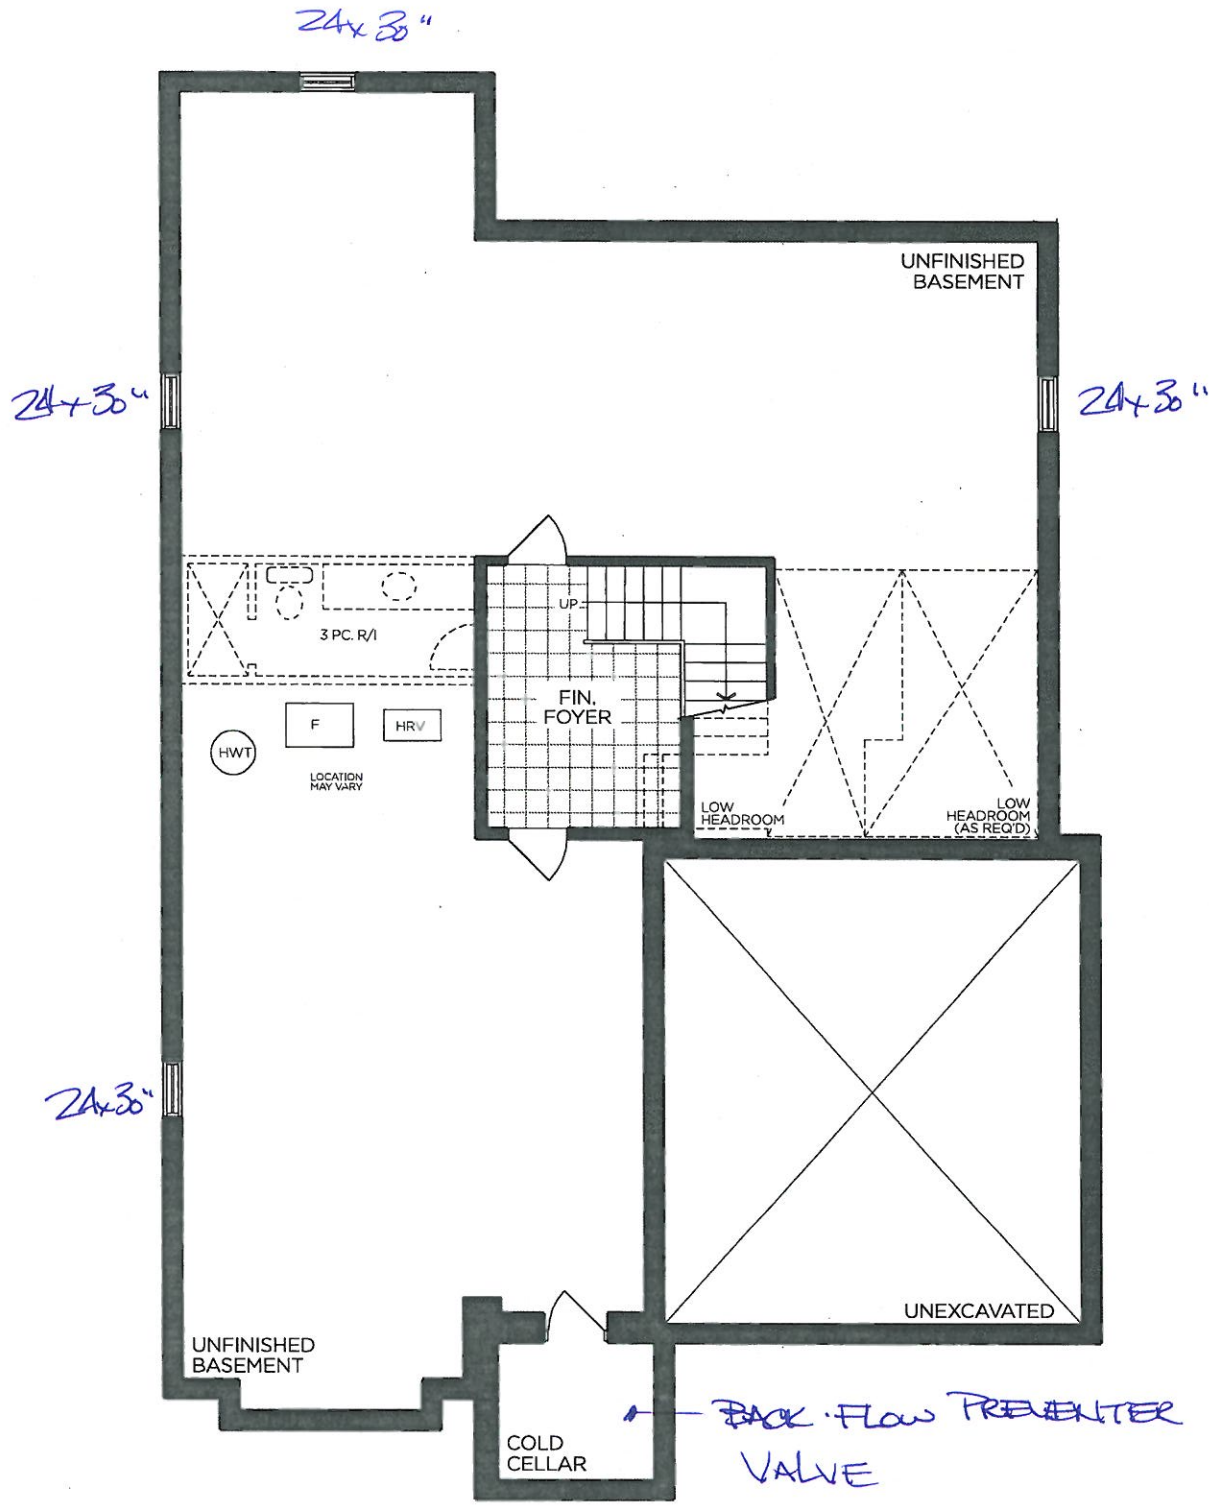 24x30"
UNFINISHED
BASEMENT
24x30"
24x30"
UP
3 PC. R/I
FIN.
FOYER
F
HRV
HWT
LOCATION
MAY VARY
LOW
HEADROOM
LOW
HEADROOM
(AS REQ'D)
24x30"
UNEXCAVATED
UNFINISHED
BASEMENT
BACK·FLOW PREVENTER
VALVE
COLD
CELLAR